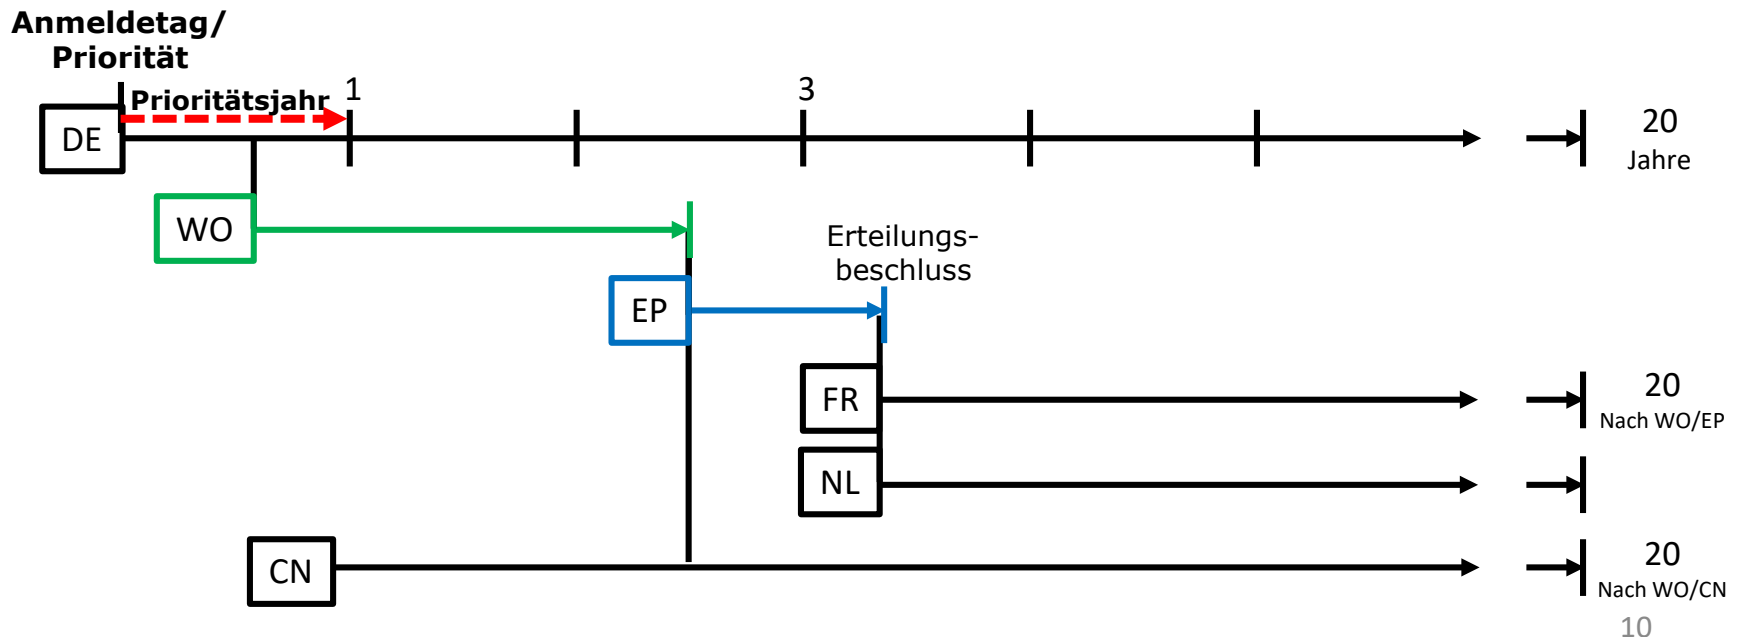 Anmeldetag/
Priorität
Prioritätsjahr 1
3
DE
20
Jahre
WO
Erteilungs-
beschluss
EP
FR
20
Nach WO/EP
NL
CN
20
Nach WO/CN
10